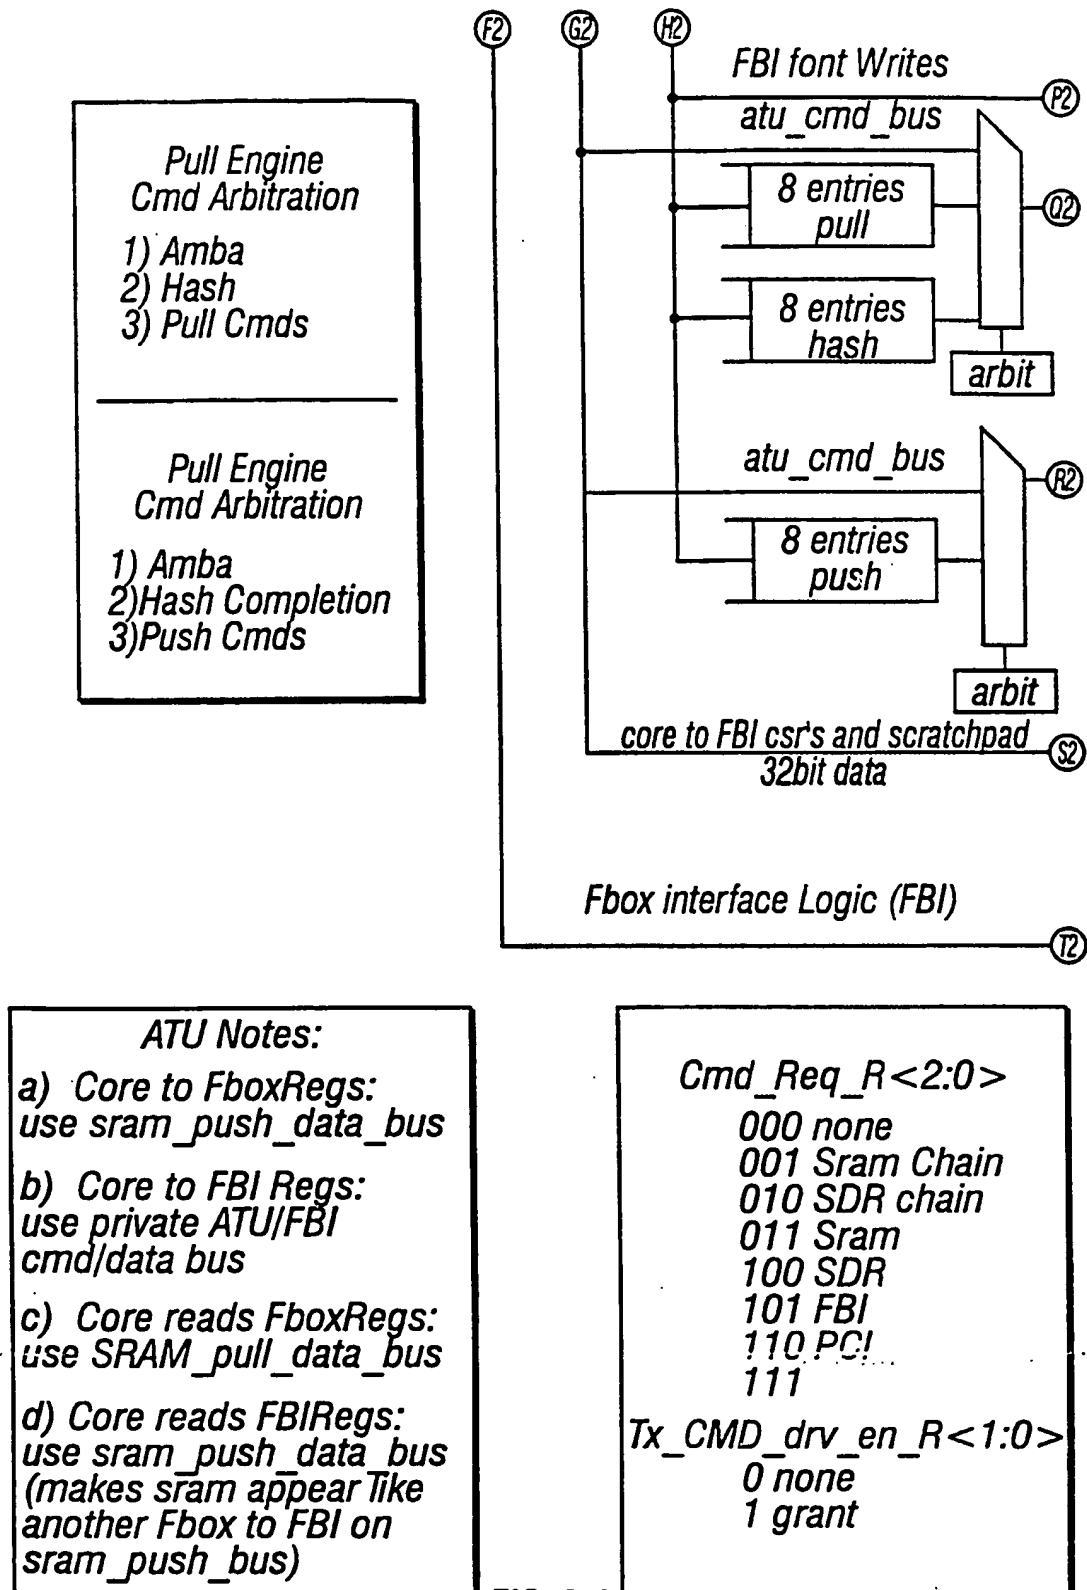 F2
G2
H2
FBI font Writes
P2
atu_cmd_bus
8 entries
pull
Q2
8 entries
hash
arbit
Pull Engine
Cmd Arbitration
1) Amba
2) Hash
3) Pull Cmds
Pull Engine
Cmd Arbitration
1) Amba
2)Hash Completion
3)Push Cmds
atu_cmd_bus
R2
8 entries
push
arbit
core to FBI csr's and scratchpad
32bit data
S2
Fbox interface Logic (FBI)
T2
ATU Notes:
a) Core to FboxRegs:
use sram_push_data_bus
b) Core to FBI Regs:
use private ATU/FBI
cmd/data bus
c) Core reads FboxRegs:
use SRAM_pull_data_bus
d) Core reads FBIRegs:
use sram_push_data_bus
(makes sram appear like
another Fbox to FBI on
sram_push_bus)
Cmd_Req_R<2:0>
000 none
001 Sram Chain
010 SDR chain
011 Sram
100 SDR
101 FBI
110 PCI
111
Tx_CMD_drv_en_R<1:0>
0 none
1 grant